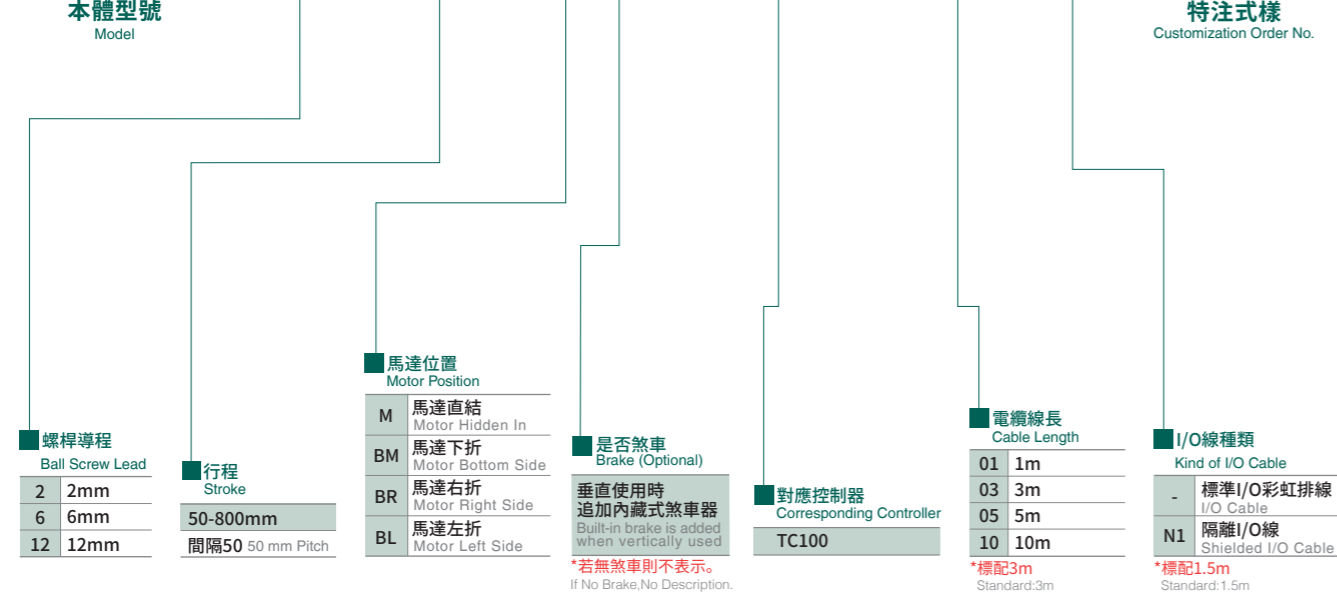 本體型號
Model
特注式樣
Customization Order No.
螺桿導程
Ball Screw Lead
2 2mm
6 6mm
12 12mm
行程
Stroke
50-800mm
間隔50 50 mm Pitch
馬達位置
Motor Position
M 馬達直結
Motor Hidden In
BM 馬達下折
Motor Bottom Side
BR 馬達右折
Motor Right Side
BL 馬達左折
Motor Left Side
是否煞車
Brake (Optional)
垂直使用時
追加內藏式煞車器
Built-in brake is added
when vertically used
*若無煞車則不表示。
If No Brake,No Description.
對應控制器
Corresponding Controller
TC100
電纜線長
Cable Length
01 1m
03 3m
05 5m
10 10m
*標配3m
Standard:3m
I/O線種類
Kind of I/O Cable
- 標準I/O彩虹排線
I/O Cable
N1 隔離I/O線
Shielded I/O Cable
*標配1.5m
Standard:1.5m